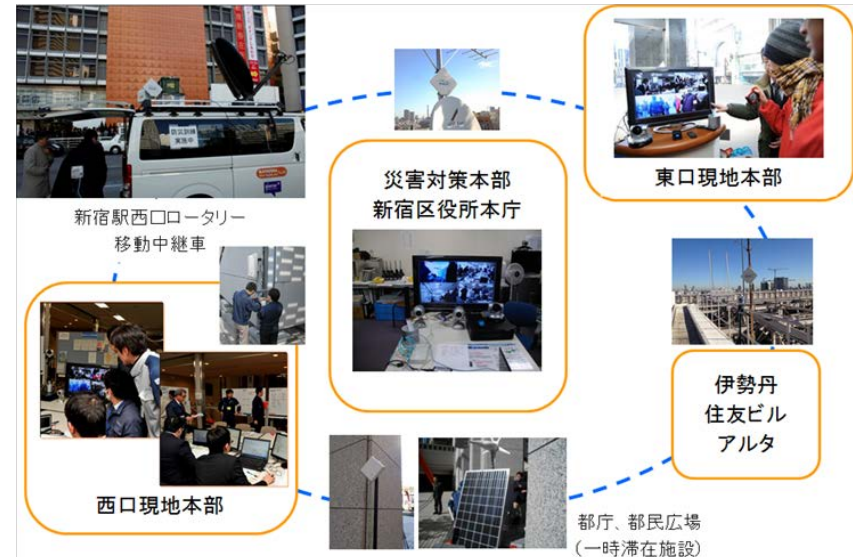 防災訓練
実施中
新宿駅西口ロータリー
移動中継車
災害対策本部
新宿区役所本庁
東口現地本部
西口現地本部
伊勢丹
住友ビル
アルタ
都庁、都民広場
(一時滞在施設)